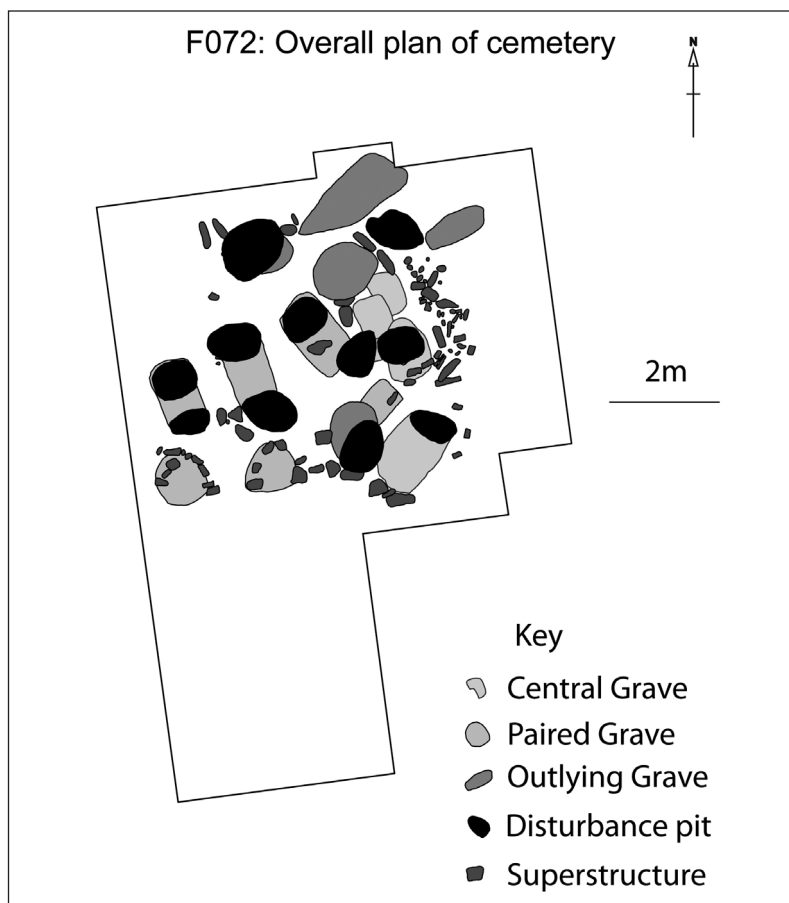 F072: Overall plan of cemetery
N
2m
Key
Central Grave
Paired Grave
Outlying Grave
Disturbance pit
Superstructure